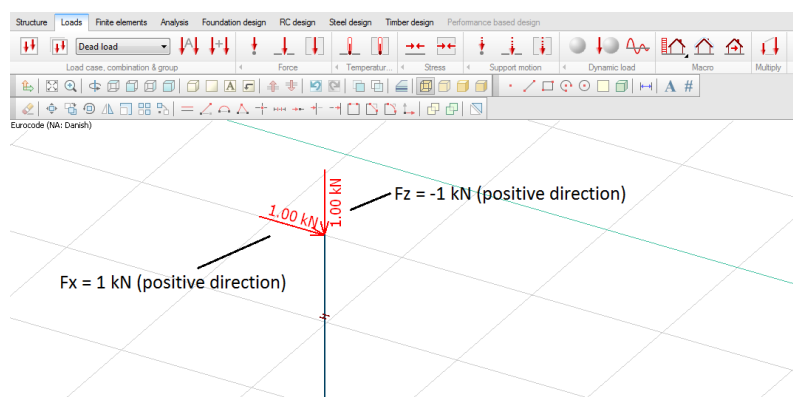 Structure Loads Finite elements Analysis Foundation design RC design Steel design Timber design Performance based design
Dead load
Load case, combination & group Force Temperatur... Stress Support motion Dynamic load Macro Multiply
A
A #
Eurocode (NA: Danish)
1.00 kN
1.00 kN
Fz = -1 kN (positive direction)
Fx = 1 kN (positive direction)